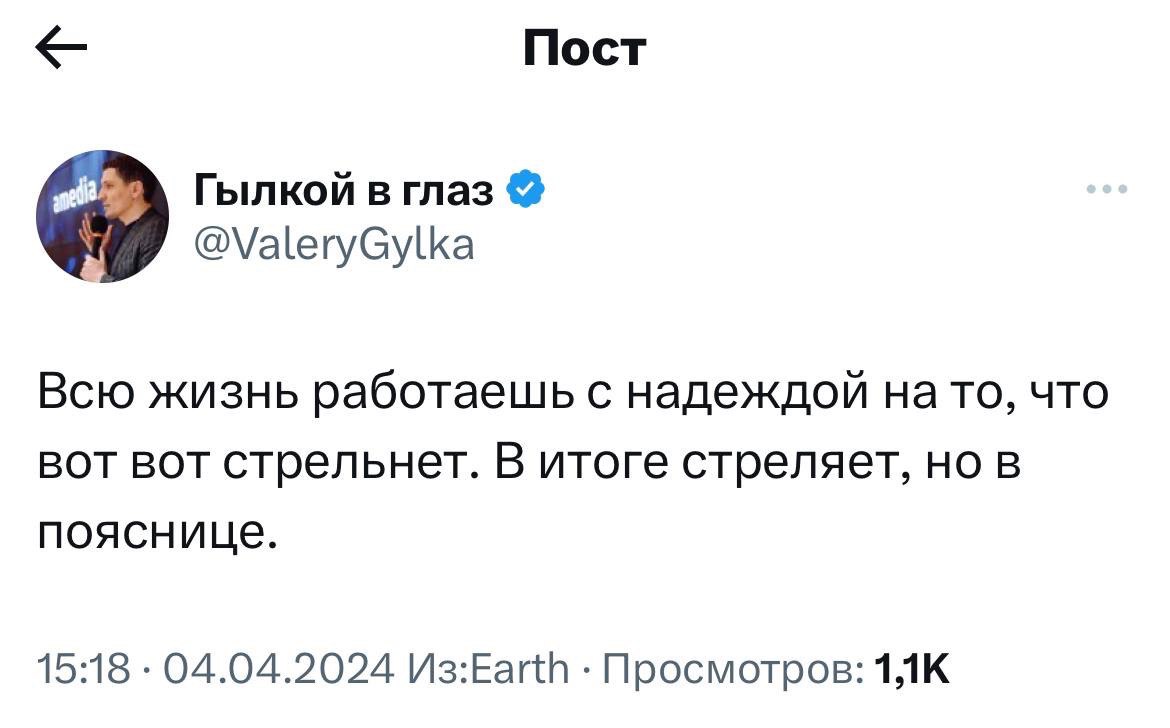 Пост
amedia
Гылкой в глаз
@ValeryGylka
Всю жизнь работаешь с надеждой на то, что
вот вот стрельнет. В итоге стреляет, но в
пояснице.
15:18 · 04.04.2024 Из:Earth · Просмотров: 1,1K